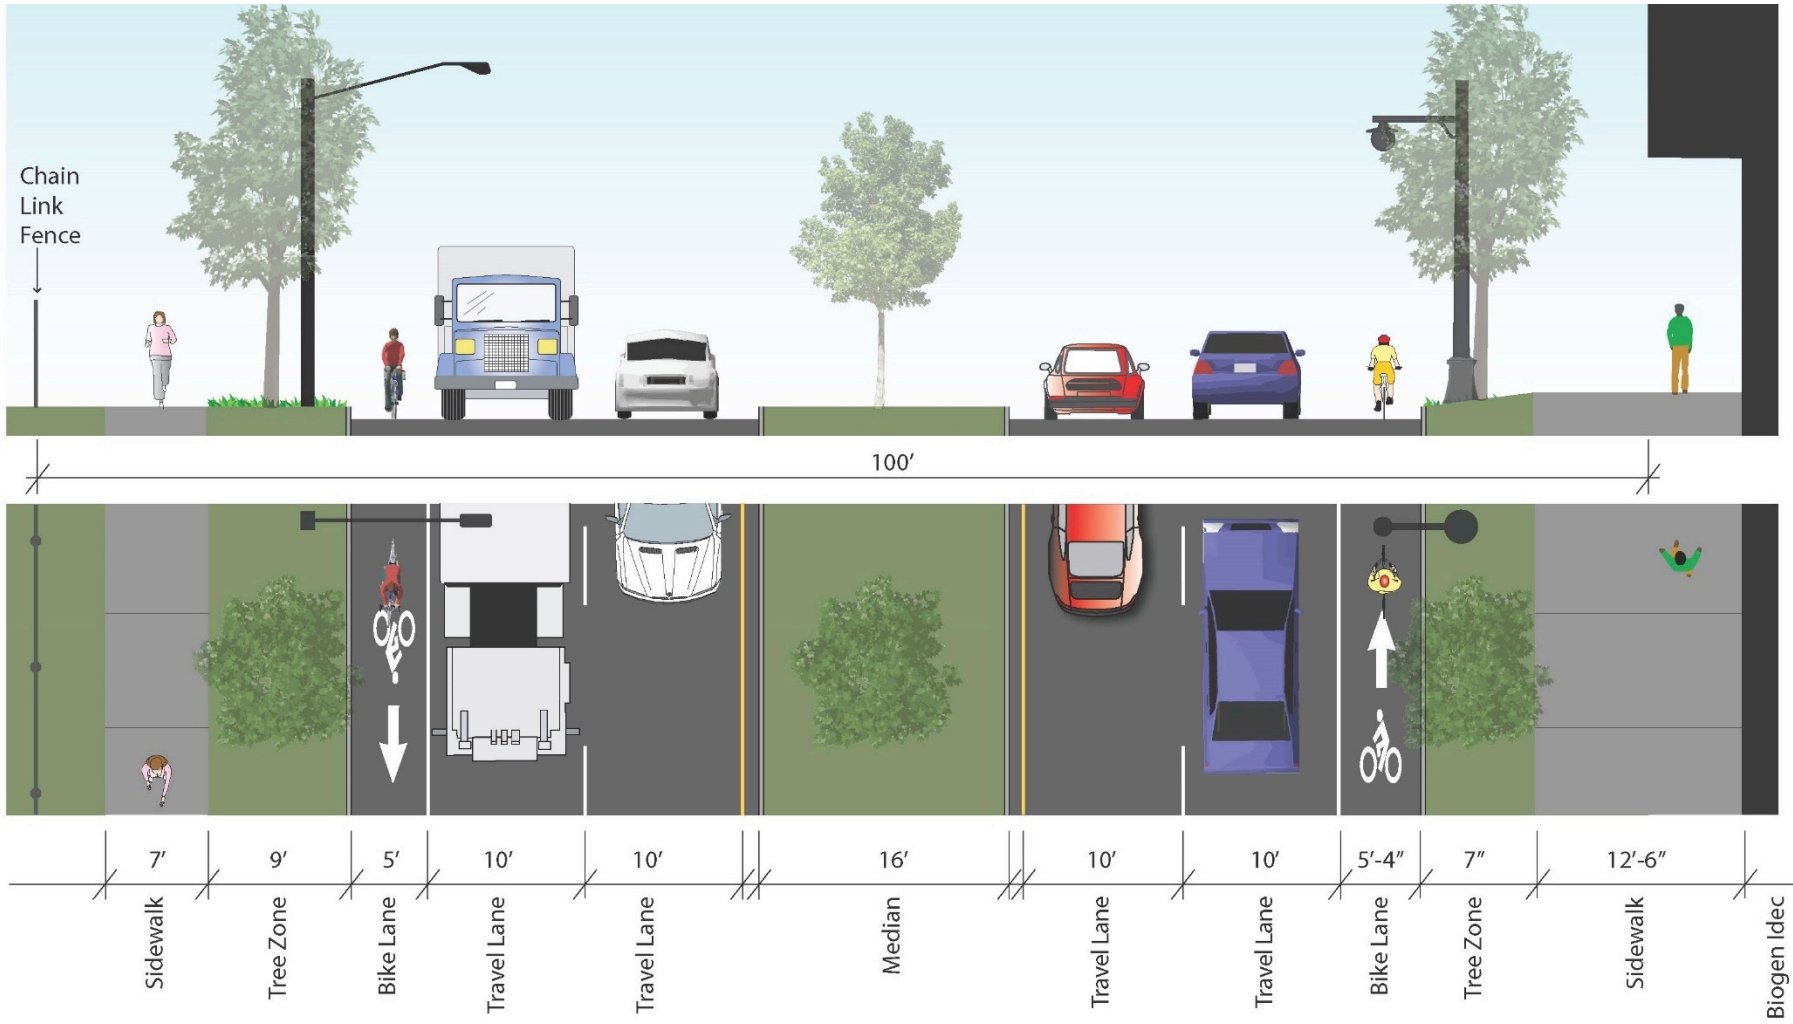 Chain
Link
Fence
100'
7'
9'
5'
10'
10'
16'
10'
10'
5'-4"
7"
12'-6"
Sidewalk
Tree Zone
Bike Lane
Travel Lane
Travel Lane
Median
Travel Lane
Travel Lane
Bike Lane
Tree Zone
Sidewalk
Biogen Idec